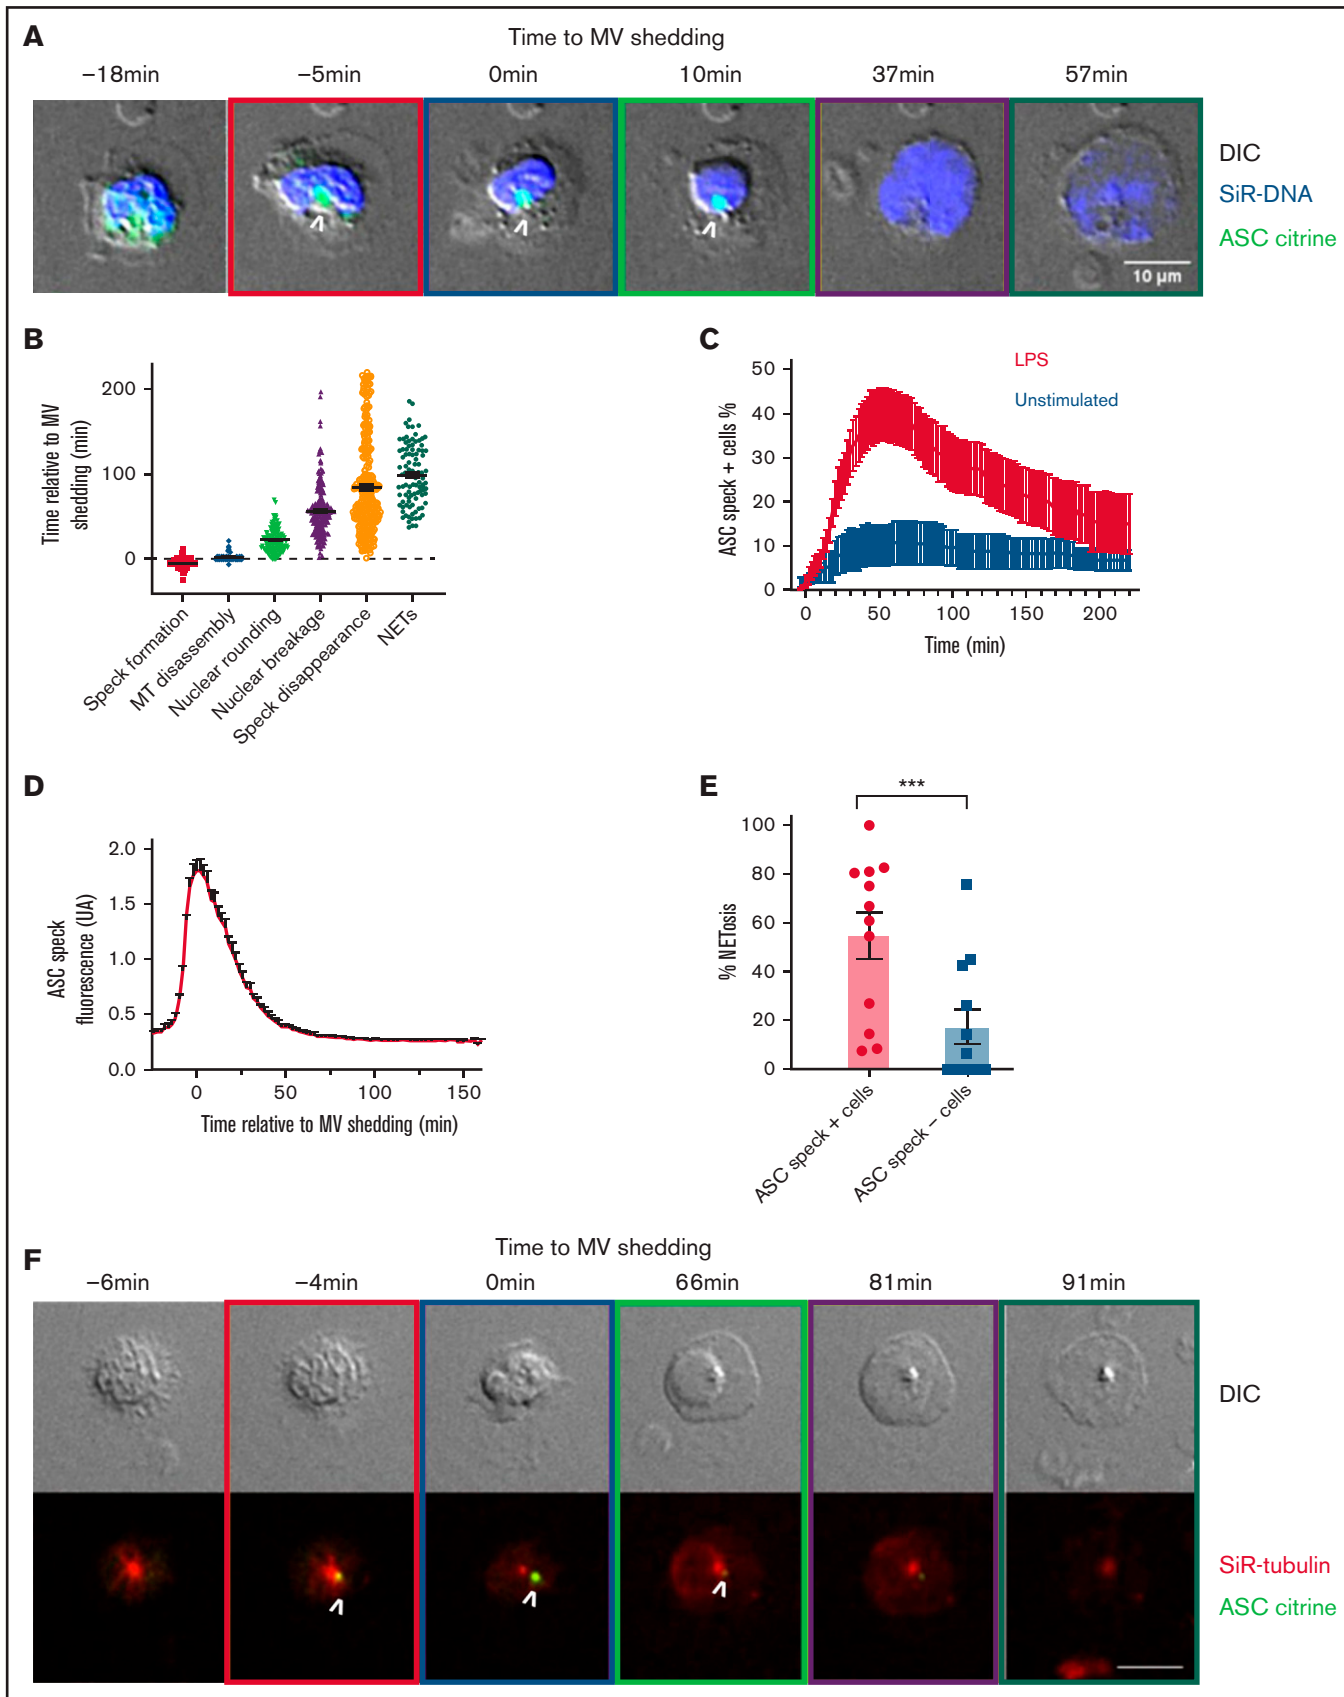 A
Time to MV shedding
−18min −5min 0min 10min 37min 57min
DIC
SiR-DNA
ASC citrine
10 µm
B
Time relative to MV
shedding (min)
200
100
0
Speck formation
MT disassembly
Nuclear rounding
Nuclear breakage
Speck disappearance
NETs
C
ASC speck + cells %
50
40
30
20
10
0
LPS
Unstimulated
0 50 100 150 200
Time (min)
D
ASC speck
fluorescence (UA)
2.0
1.5
1.0
0.5
0.0
0 50 100 150
Time relative to MV shedding (min)
E
***
% NETosis
100
80
60
40
20
0
ASC speck + cells
ASC speck − cells
F
Time to MV shedding
−6min −4min 0min 66min 81min 91min
DIC
SiR-tubulin
ASC citrine